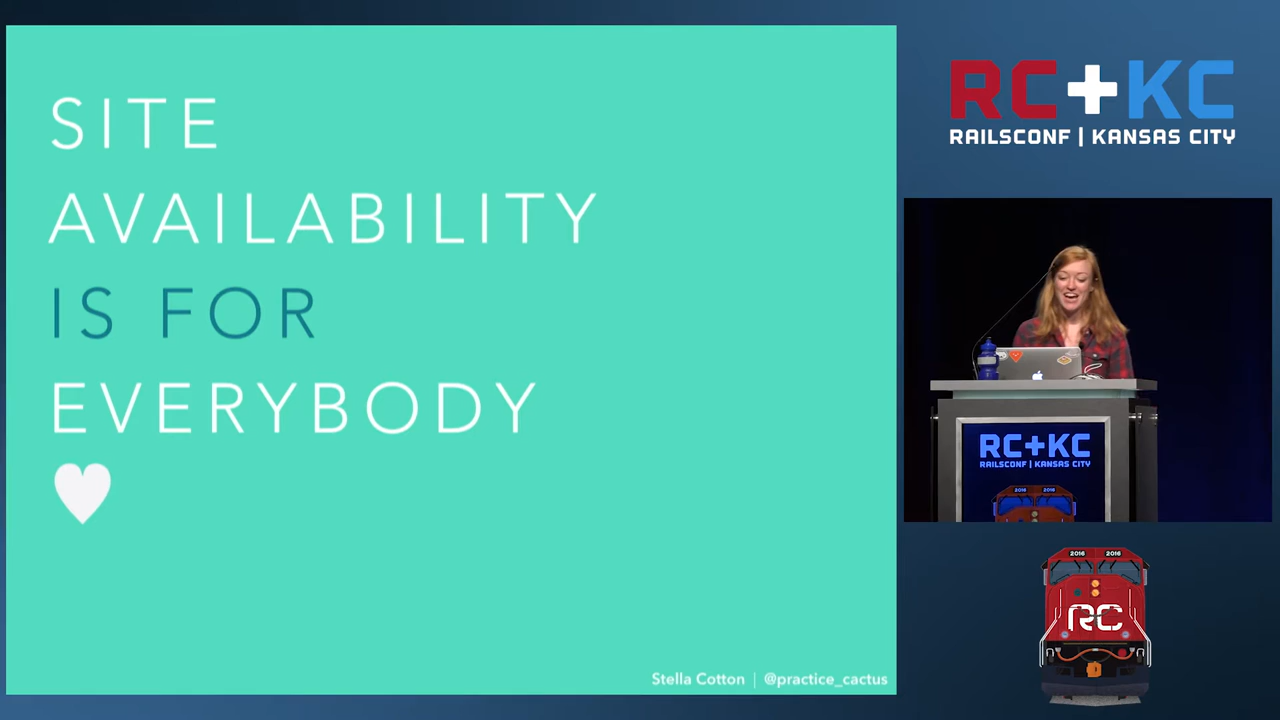 SITE
AVAILABILITY
IS FOR
EVERYBODY
Stella Cotton | @practice_cactus
RC+KC
RAILSCONF | KANSAS CITY
RC+KC
RAILSCONF | KANSAS CITY
2016 2016
2016 2016
RC